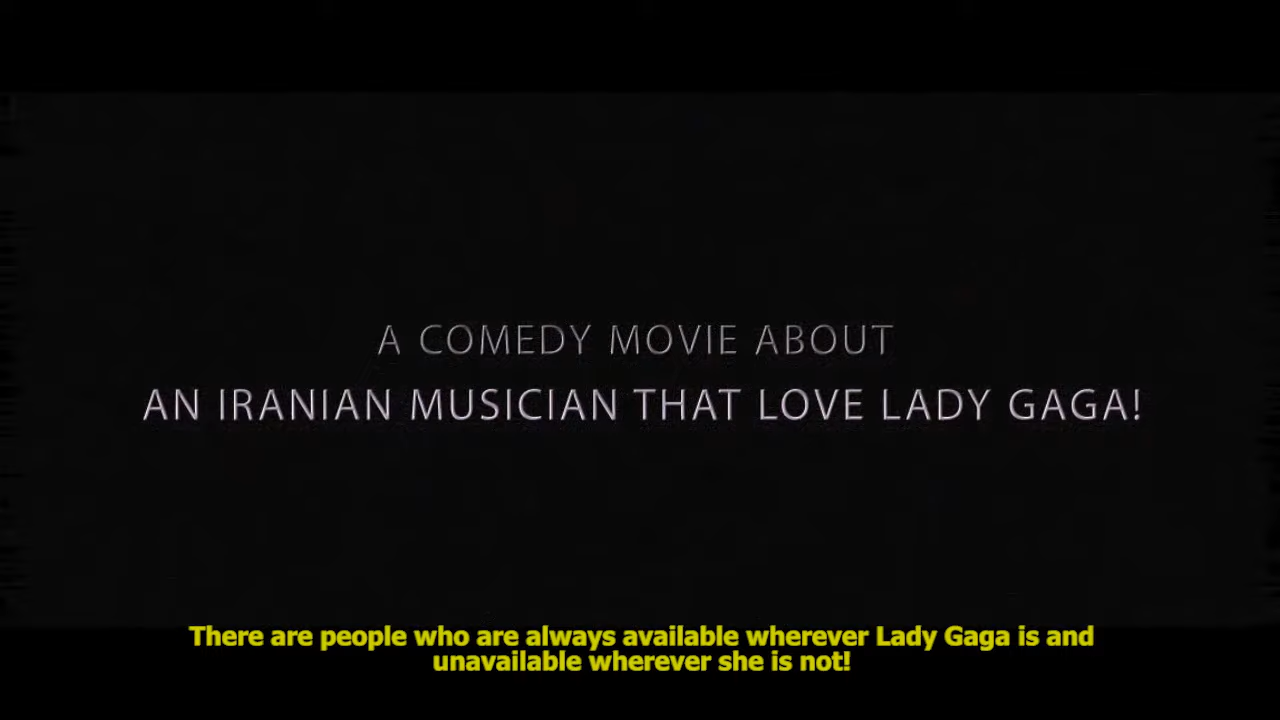 A COMEDY MOVIE ABOUT
AN IRANIAN MUSICIAN THAT LOVE LADY GAGA!
There are people who are always available wherever Lady Gaga is and
unavailable wherever she is not!